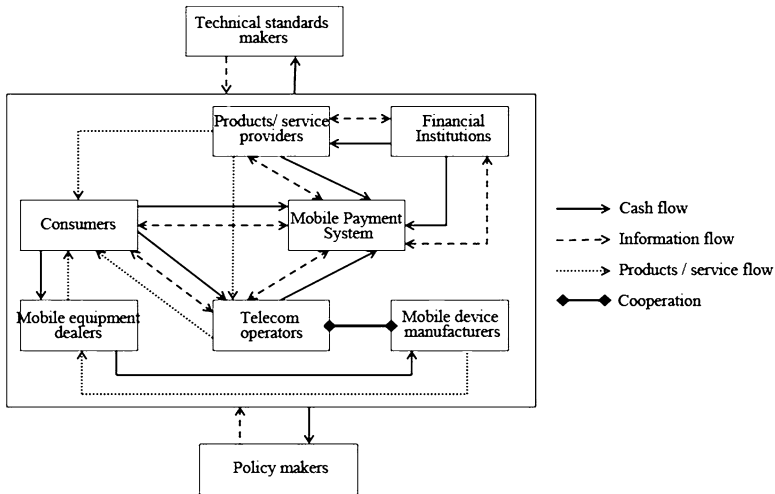 Technical standards
makers
Products/ service
providers
Financial
Institutions
Consumers
Mobile Payment
System
Mobile equipment
dealers
Telecom
operators
Mobile device
manufacturers
Policy makers
Cash flow
Information flow
Products / service flow
Cooperation